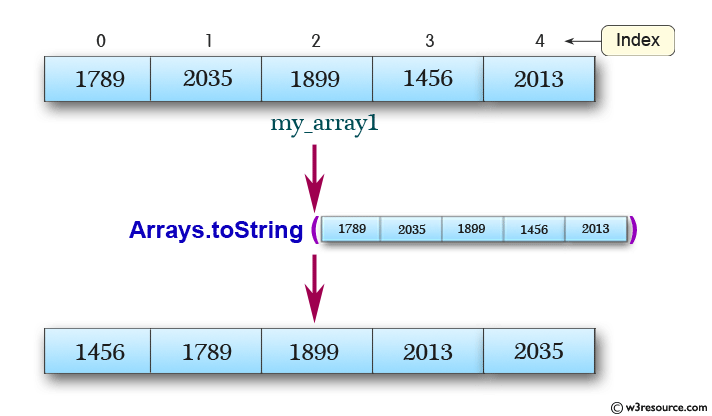 0 1 2 3 4 Index
1789 2035 1899 1456 2013
my_array1
Arrays.toString ( 1789 2035 1899 1456 2013 )
1456 1789 1899 2013 2035
© w3resource.com